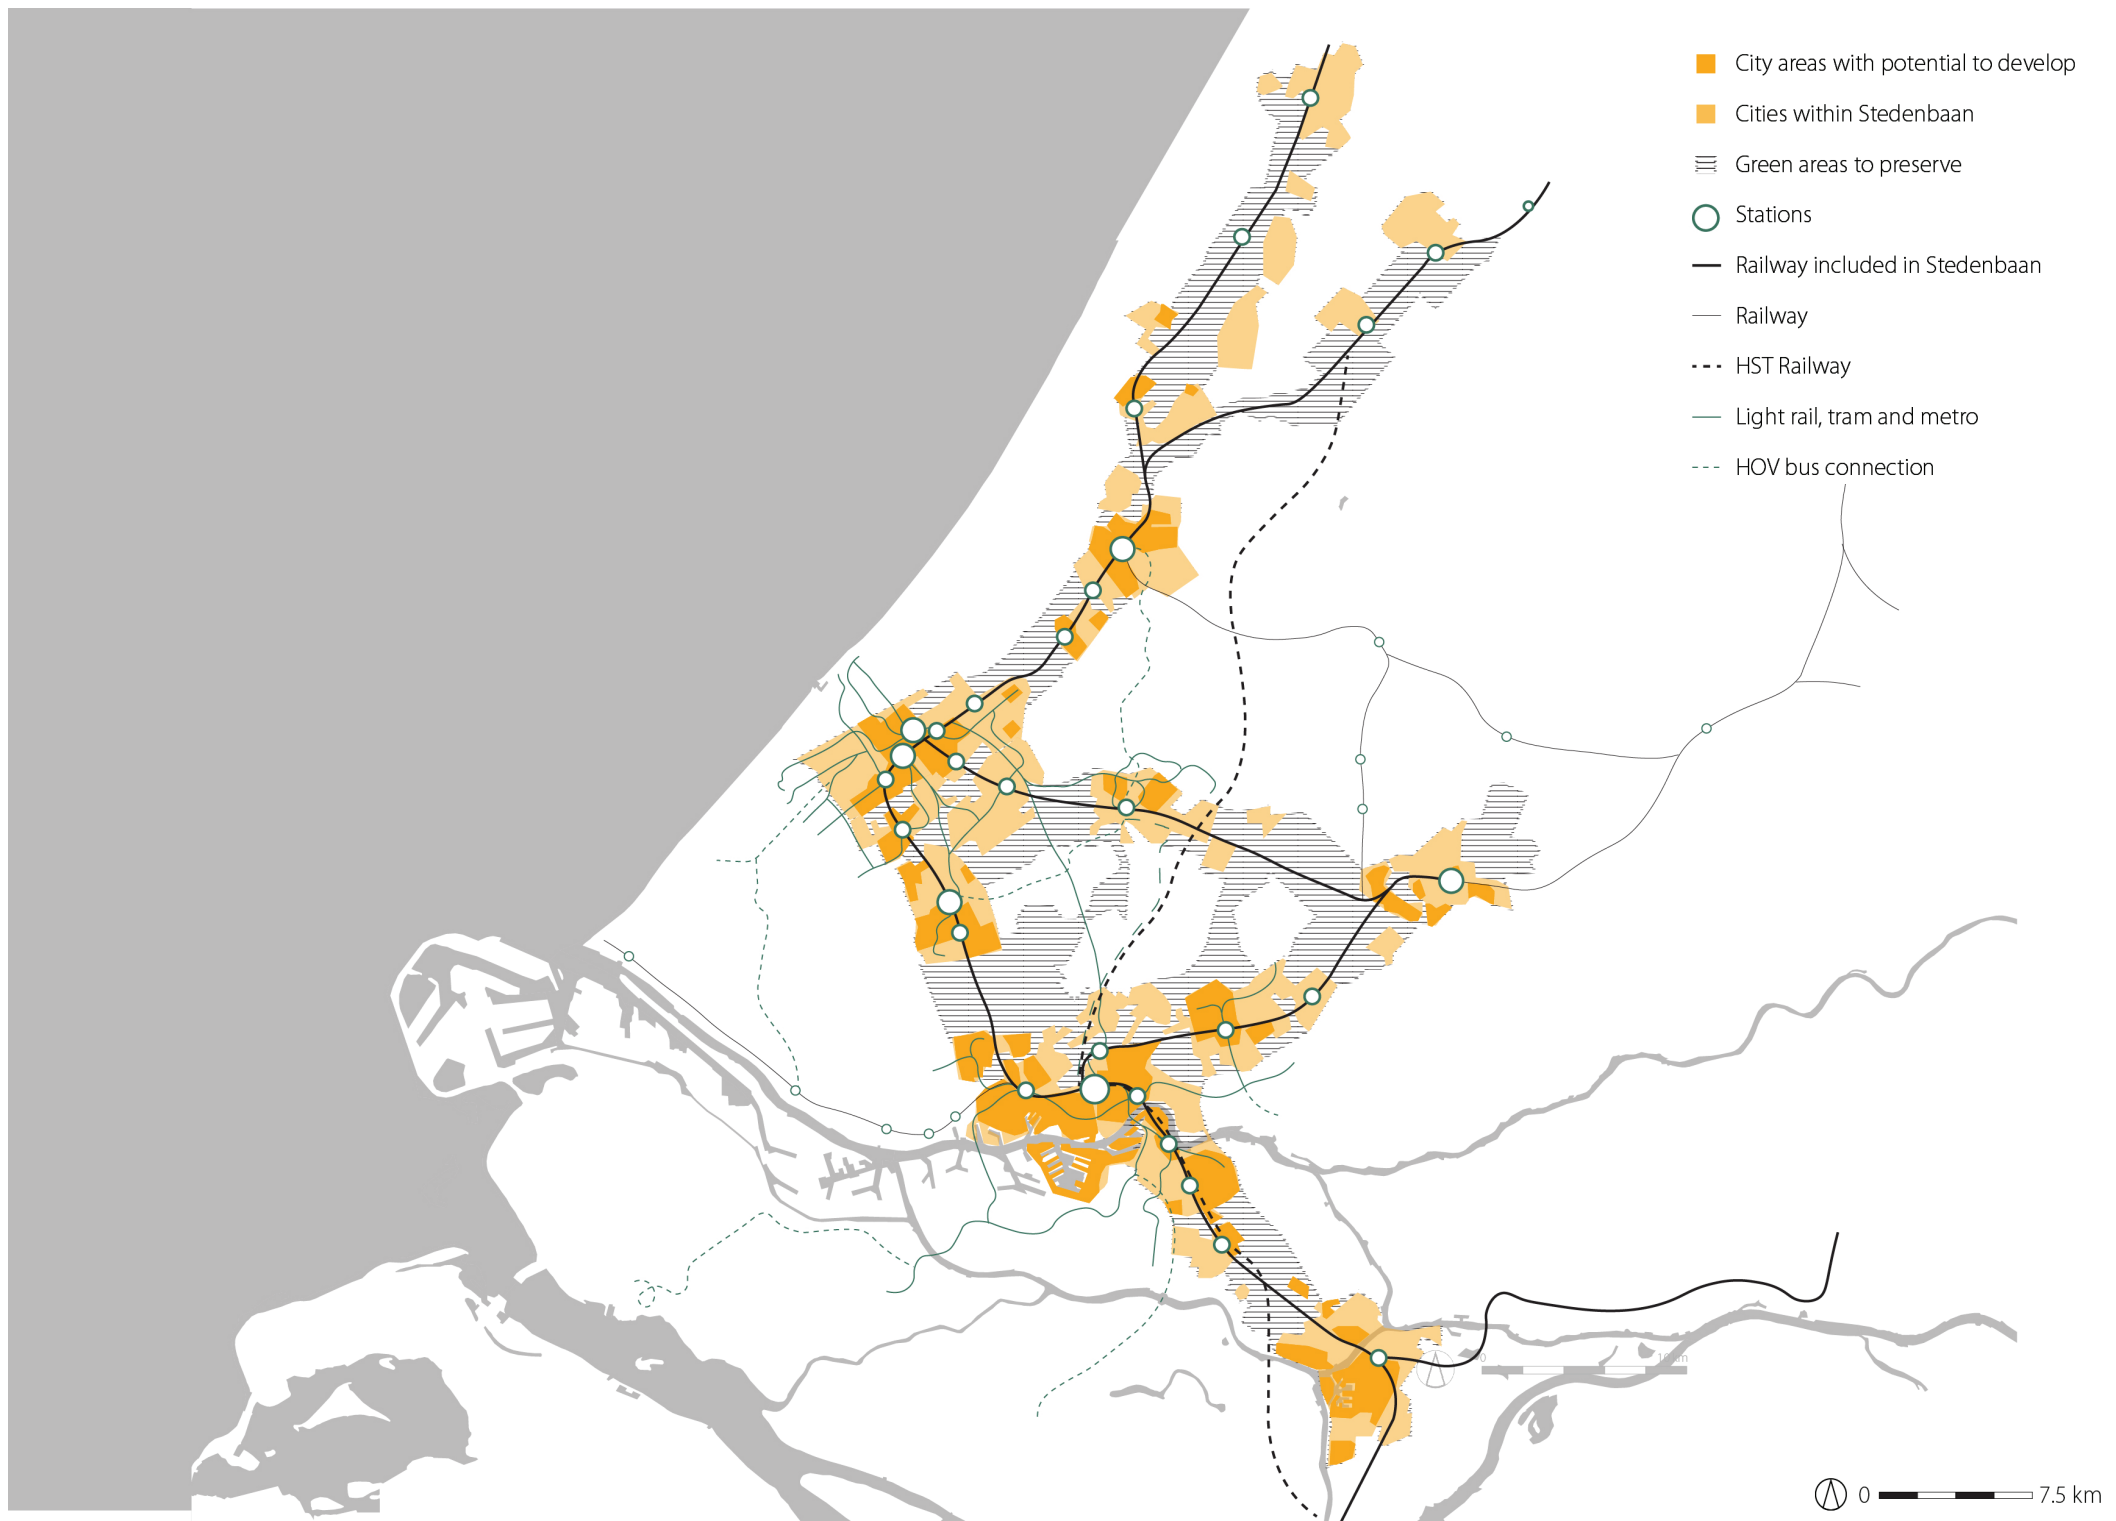 City areas with potential to develop
Cities within Stedenbaan
Green areas to preserve
Stations
Railway included in Stedenbaan
Railway
HST Railway
Light rail, tram and metro
HOV bus connection
0
0 7.5 km